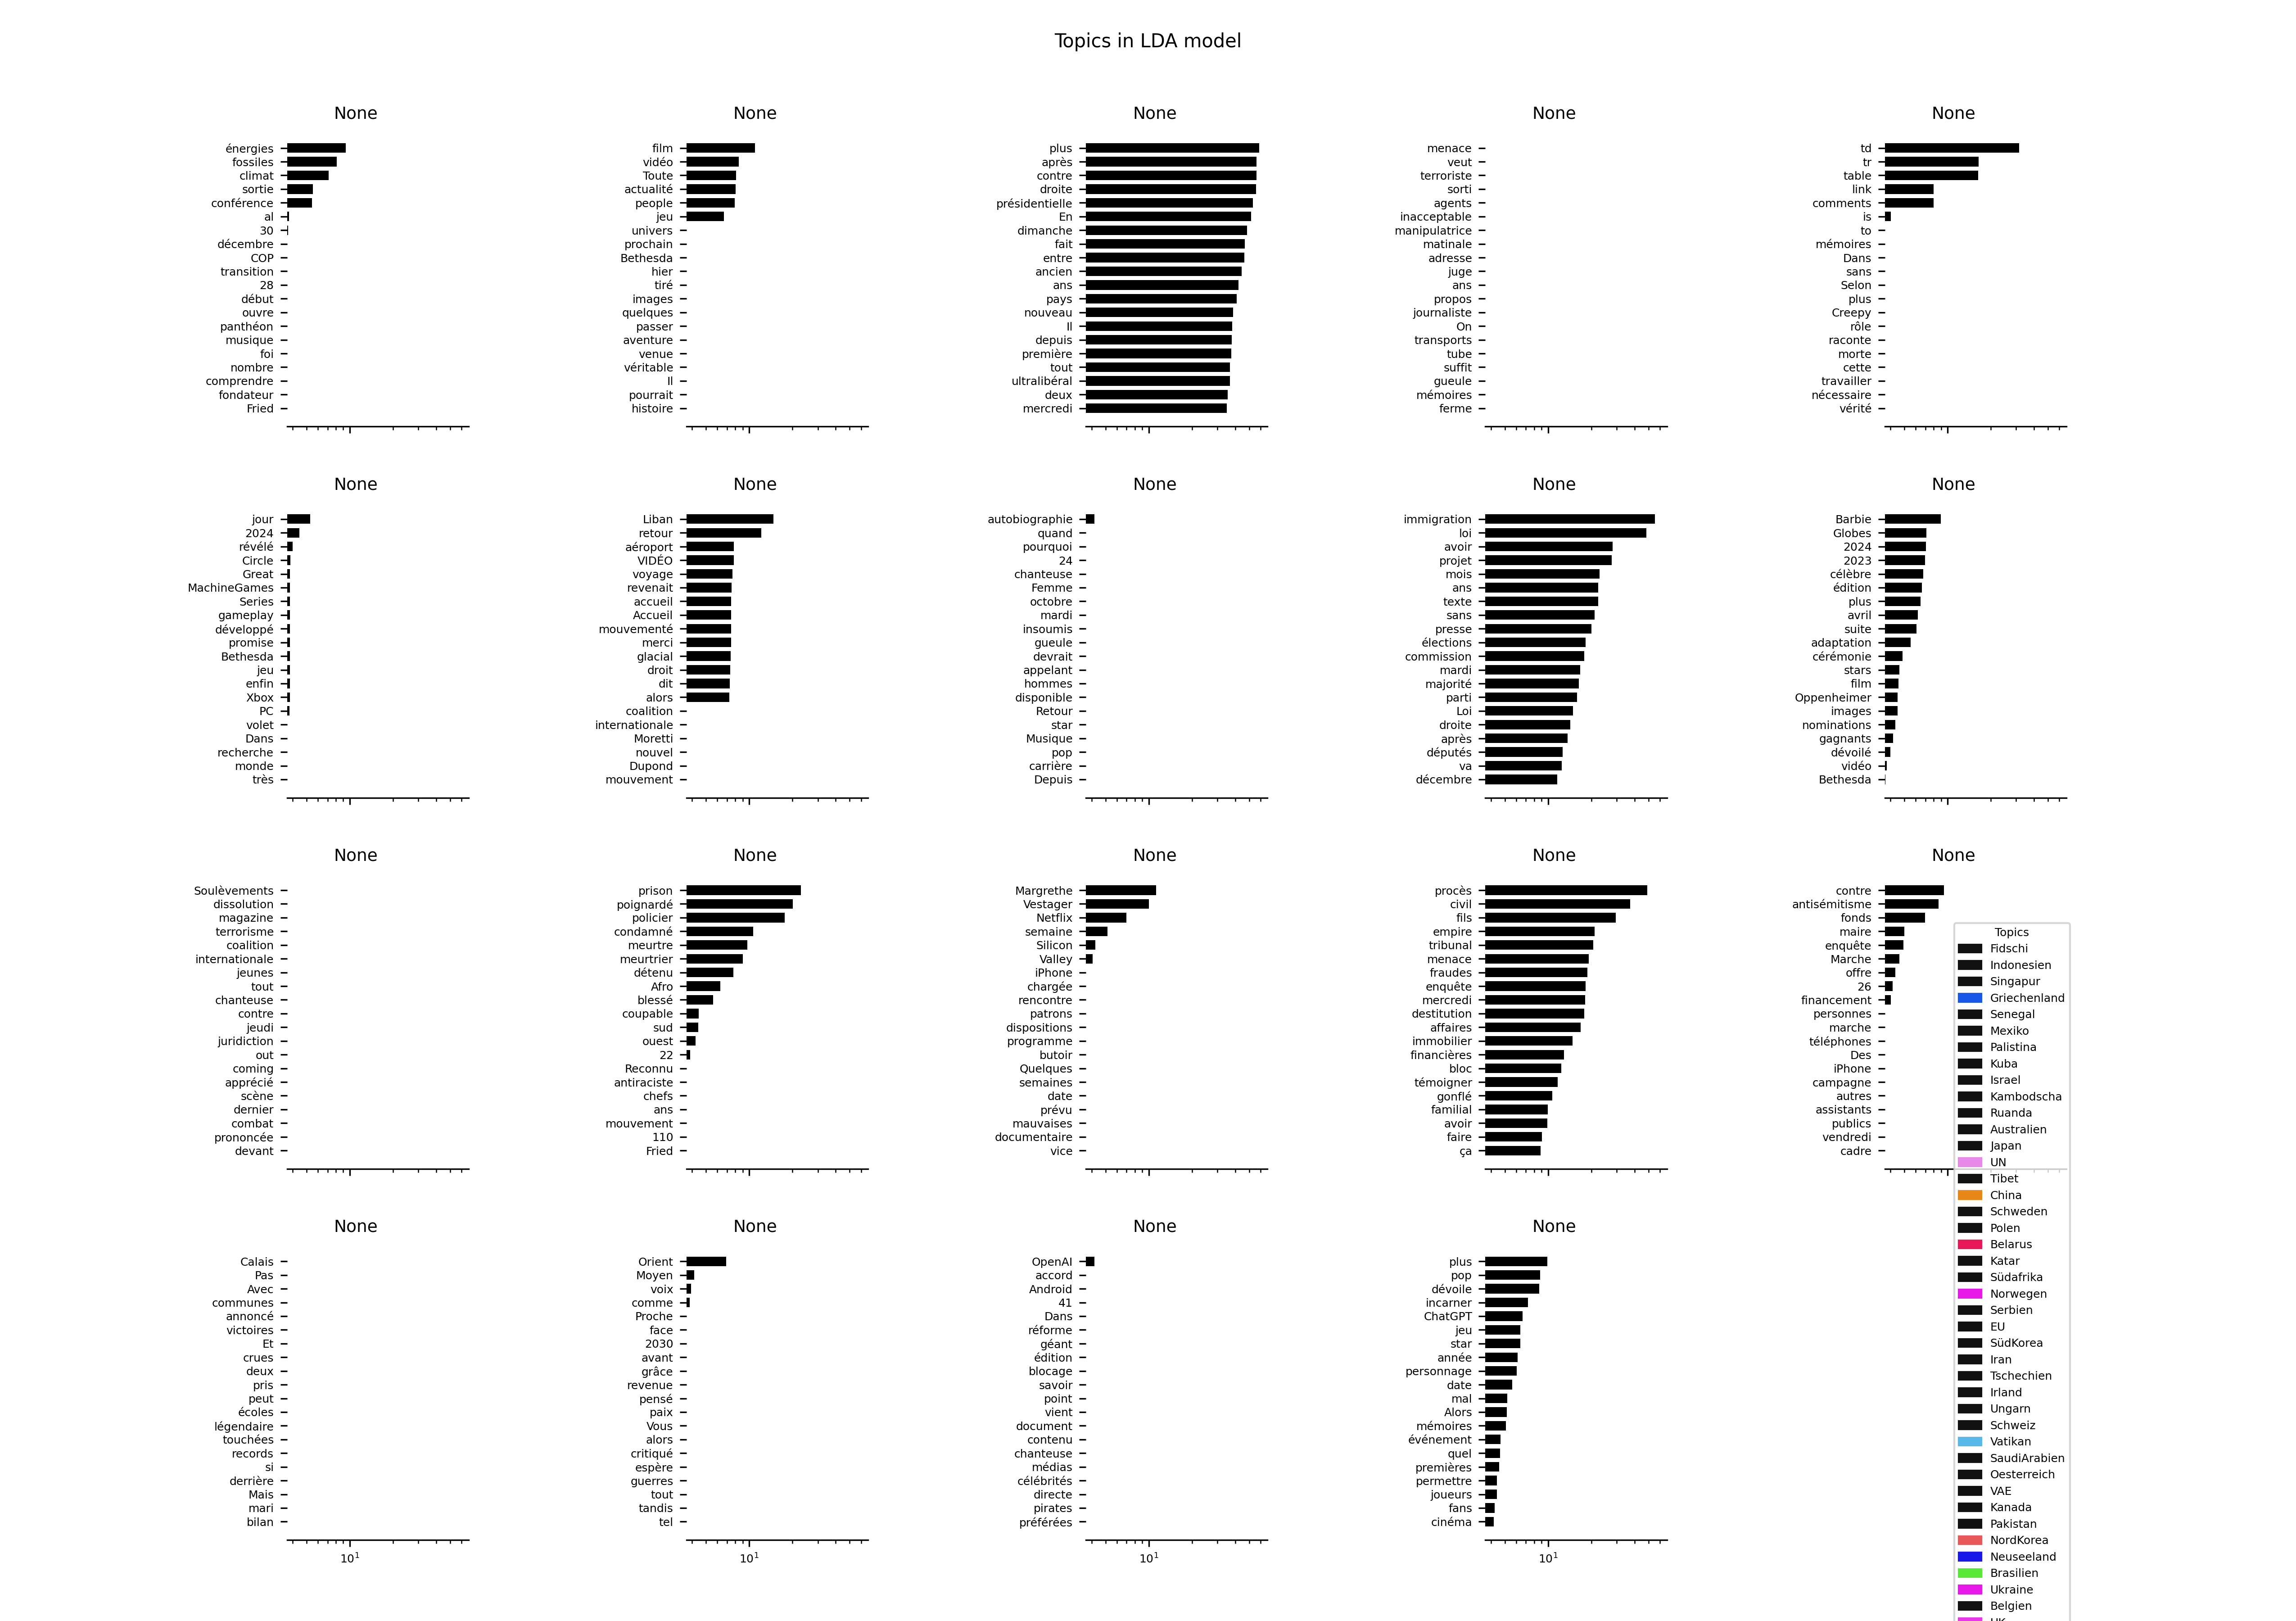 Topics in LDA model
None
énergies
fossiles
climat
sortie
conférence
al
30
décembre
COP
transition
28
début
ouvre
panthéon
musique
foi
nombre
comprendre
fondateur
Fried
None
film
vidéo
Toute
actualité
people
jeu
univers
prochain
Bethesda
hier
tiré
images
quelques
passer
aventure
venue
véritable
Il
pourrait
histoire
None
plus
après
contre
droite
présidentielle
En
dimanche
fait
entre
ancien
ans
pays
nouveau
Il
depuis
première
tout
ultralibéral
deux
mercredi
None
menace
veut
terroriste
sorti
agents
inacceptable
manipulatrice
matinale
adresse
juge
ans
propos
journaliste
On
transports
tube
suffit
gueule
mémoires
ferme
None
td
tr
table
link
comments
is
to
mémoires
Dans
sans
Selon
plus
Creepy
rôle
raconte
morte
cette
travailler
nécessaire
vérité
None
jour
2024
révélé
Circle
Great
MachineGames
Series
gameplay
développé
promise
Bethesda
jeu
enfin
Xbox
PC
volet
Dans
recherche
monde
très
None
Liban
retour
aéroport
VIDÉO
voyage
revenait
accueil
Accueil
mouvementé
merci
glacial
droit
dit
alors
coalition
internationale
Moretti
nouvel
Dupond
mouvement
None
autobiographie
quand
pourquoi
24
chanteuse
Femme
octobre
mardi
insoumis
gueule
devrait
appelant
hommes
disponible
Retour
star
Musique
pop
carrière
Depuis
None
immigration
loi
avoir
projet
mois
ans
texte
sans
presse
élections
commission
mardi
majorité
parti
Loi
droite
après
députés
va
décembre
None
Barbie
Globes
2024
2023
célèbre
édition
plus
avril
suite
adaptation
cérémonie
stars
film
Oppenheimer
images
nominations
gagnants
dévoilé
vidéo
Bethesda
None
Soulèvements
dissolution
magazine
terrorisme
coalition
internationale
jeunes
tout
chanteuse
contre
jeudi
juridiction
out
coming
apprécié
scène
dernier
combat
prononcée
devant
None
prison
poignardé
policier
condamné
meurtre
meurtrier
détenu
Afro
blessé
coupable
sud
ouest
22
Reconnu
antiraciste
chefs
ans
mouvement
110
Fried
None
Margrethe
Vestager
Netflix
semaine
Silicon
Valley
iPhone
chargée
rencontre
patrons
dispositions
programme
butoir
Quelques
semaines
date
prévu
mauvaises
documentaire
vice
None
procès
civil
fils
empire
tribunal
menace
fraudes
enquête
mercredi
destitution
affaires
immobilier
financières
bloc
témoigner
gonflé
familial
avoir
faire
ça
None
contre
antisémitisme
fonds
maire
enquête
Marche
offre
26
financement
personnes
marche
téléphones
Des
iPhone
campagne
autres
assistants
publics
vendredi
cadre
None
Calais
Pas
Avec
communes
annoncé
victoires
Et
crues
deux
pris
peut
écoles
légendaire
touchées
records
si
derrière
Mais
mari
bilan
10¹
None
Orient
Moyen
voix
comme
Proche
face
2030
avant
grâce
revenue
pensé
paix
Vous
alors
critiqué
espère
guerres
tout
tandis
tel
10¹
None
OpenAI
accord
Android
41
Dans
réforme
géant
édition
blocage
savoir
point
vient
document
contenu
chanteuse
médias
célébrités
directe
pirates
préférées
10¹
None
plus
pop
dévoile
incarner
ChatGPT
jeu
star
année
personnage
date
mal
Alors
mémoires
événement
quel
premières
permettre
joueurs
fans
cinéma
10¹
Topics
Fidschi
Indonesien
Singapur
Griechenland
Senegal
Mexiko
Palistina
Kuba
Israel
Kambodscha
Ruanda
Australien
Japan
UN
Tibet
China
Schweden
Polen
Belarus
Katar
Südafrika
Norwegen
Serbien
EU
SüdKorea
Iran
Tschechien
Irland
Ungarn
Schweiz
Vatikan
SaudiArabien
Oesterreich
VAE
Kanada
Pakistan
NordKorea
Neuseeland
Brasilien
Ukraine
Belgien